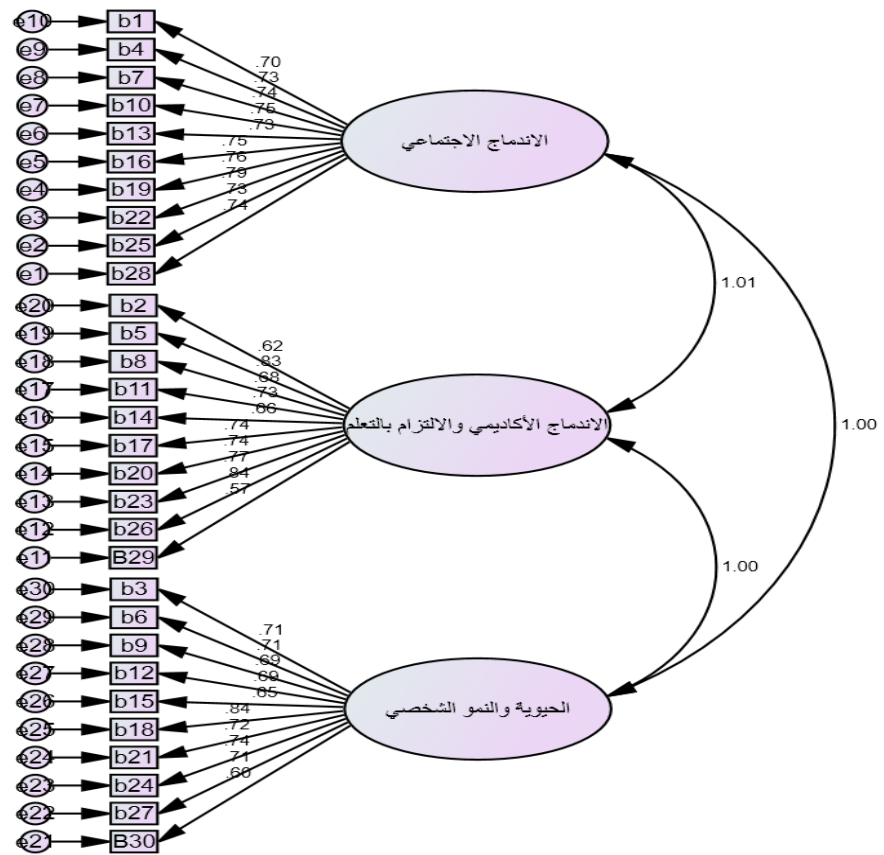 e10 b1
e9 b4
e8 b7
e7 b10
e6 b13
e5 b16
e4 b19
e3 b22
e2 b25
e1 b28
.70
.73
.74
.75
.73
.75
.76
.79
.73
.74
الاندماج الاجتماعي
1.01
e20 b2
e19 b5
e18 b8
e17 b11
e16 b14
e15 b17
e14 b20
e13 b23
e12 b26
e11 B29
.62
.83
.68
.73
.66
.74
.74
.77
.84
.57
الاندماج الأكاديمي والالتزام بالتعلم
1.00
1.00
e30 b3
e29 b6
e28 b9
e27 b12
e26 b15
e25 b18
e24 b21
e23 b24
e22 b27
e21 B30
.71
.71
.69
.69
.65
.84
.72
.74
.71
.60
الحيوية والنمو الشخصي